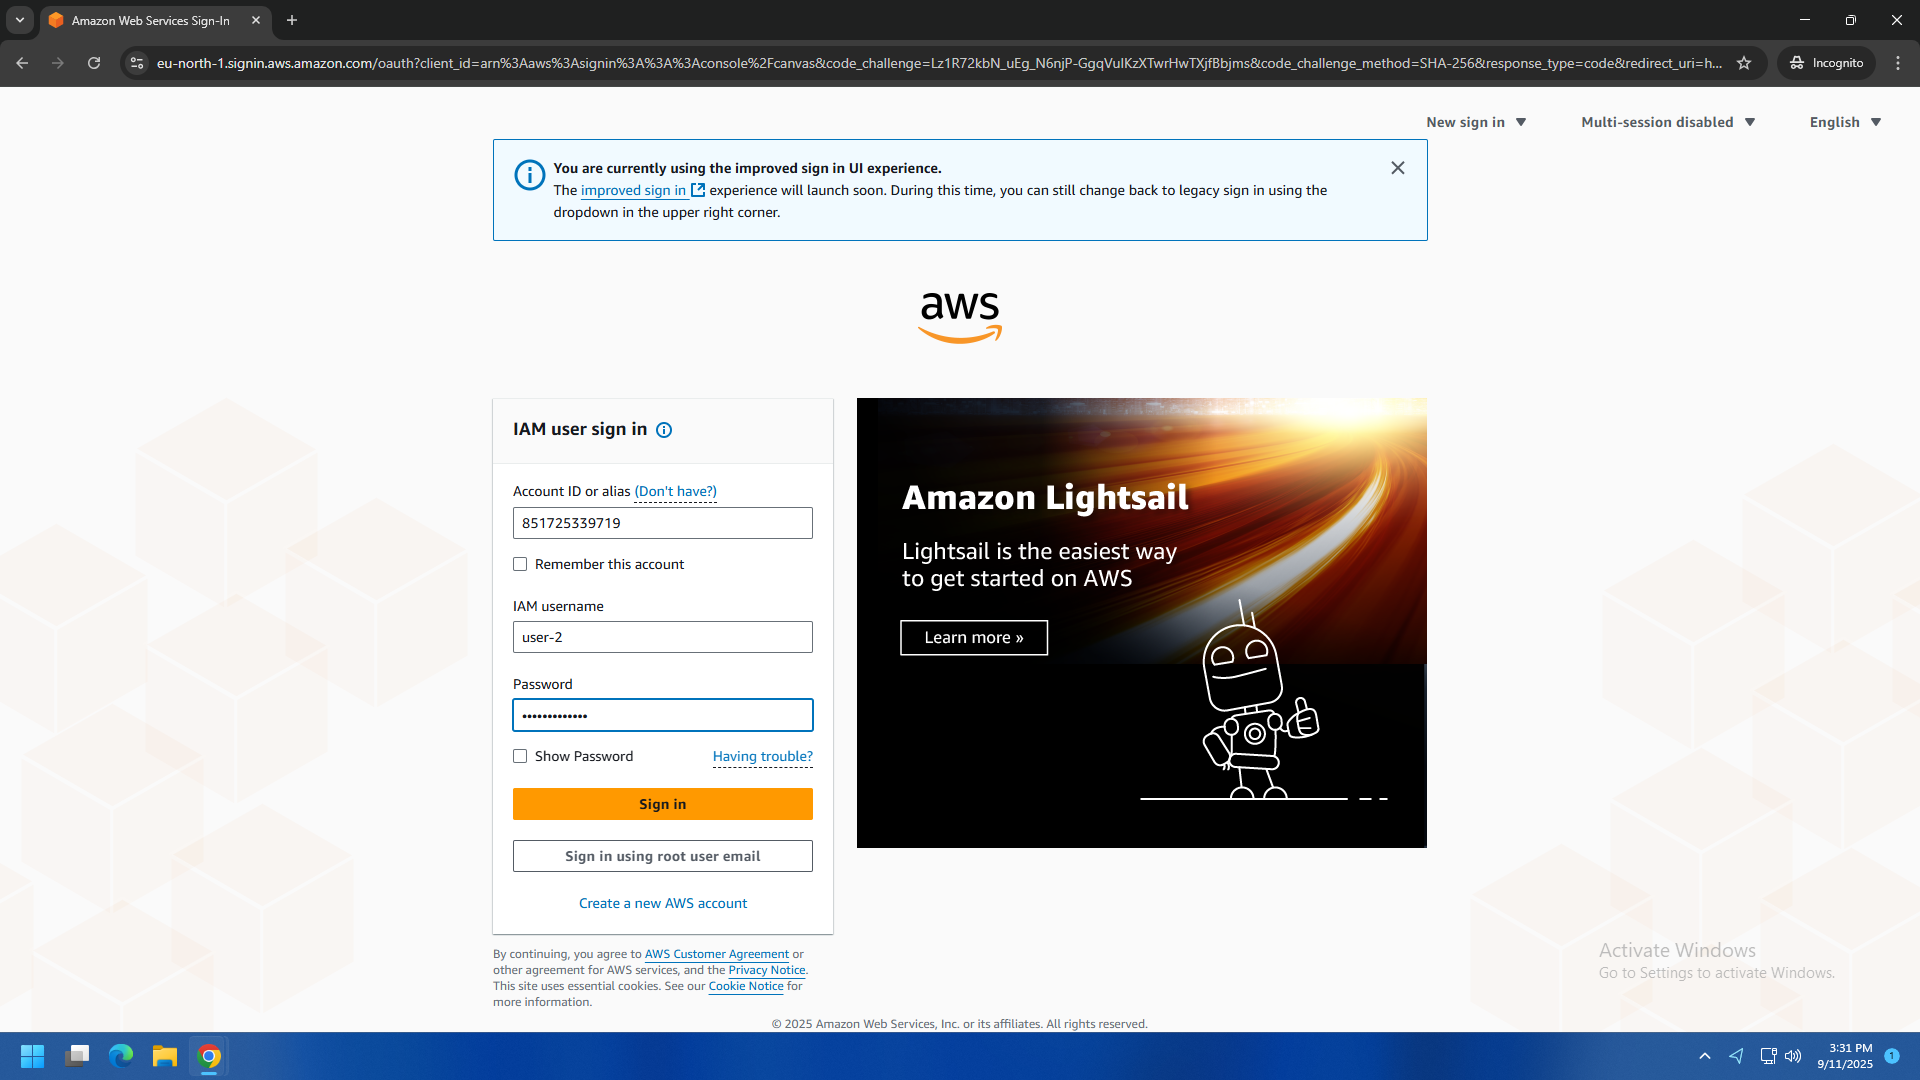 Amazon Web Services Sign-In
eu-north-1.signin.aws.amazon.com/oauth?client_id=arn%3Aaws%3Asignin%3A%3A%3Aconsole%2Fcanvas&code_challenge=Lz1R72kbN_uEg_N6njP-GgqVulKzXTwrHwTXjfBbjms&code_challenge_method=SHA-256&response_type=code&redirect_uri=h...
Incognito
New sign in
Multi-session disabled
English
You are currently using the improved sign in UI experience.
The improved sign in experience will launch soon. During this time, you can still change back to legacy sign in using the
dropdown in the upper right corner.
aws
IAM user sign in
Account ID or alias (Don't have?)
851725339719
Remember this account
IAM username
user-2
Password
•••••••••••••
Show Password
Having trouble?
Sign in
Sign in using root user email
Create a new AWS account
By continuing, you agree to AWS Customer Agreement or
other agreement for AWS services, and the Privacy Notice.
This site uses essential cookies. See our Cookie Notice for
more information.
Amazon Lightsail
Lightsail is the easiest way
to get started on AWS
Learn more »
© 2025 Amazon Web Services, Inc. or its affiliates. All rights reserved.
Activate Windows
Go to Settings to activate Windows.
3:31 PM
9/11/2025
1